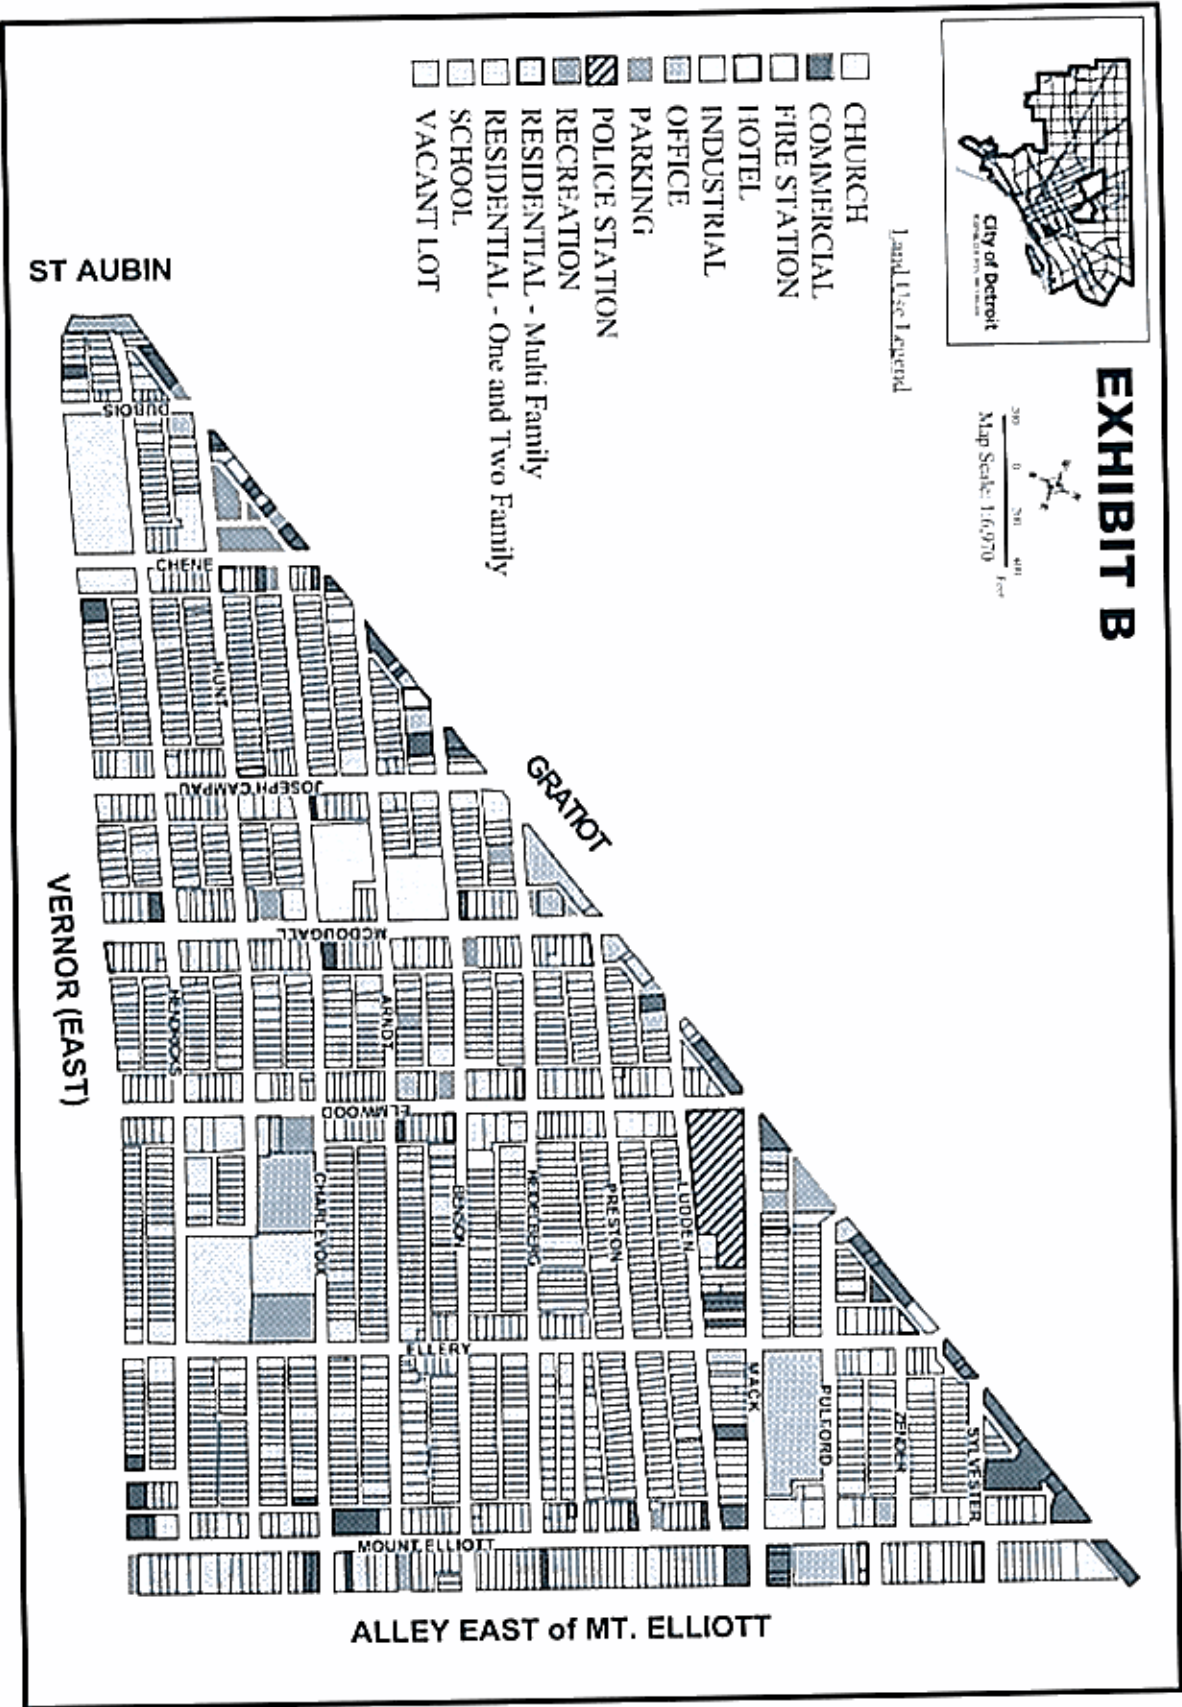 EXHIBIT B
City of Detroit
Map Scale: 1:6,970
Feet
Land Use Legend
CHURCH
COMMERCIAL
FIRE STATION
HOTEL
INDUSTRIAL
OFFICE
PARKING
POLICE STATION
RECREATION
RESIDENTIAL - Multi Family
RESIDENTIAL - One and Two Family
SCHOOL
VACANT LOT
ST AUBIN
GRATIOT
VERNOR (EAST)
ALLEY EAST of MT. ELLIOTT
DUBOIS
CHENE
HUNT
JOSEPH CAMPAU
MCDOUGALL
HENDRICKS
ARNDT
ELMWOOD
CHARLEVOIX
BENSON
HEIDELBERG
PRESTON
LUDDEN
ELLERY
MACK
PULFORD
ZENDER
SYLVESTER
MOUNT ELLIOTT